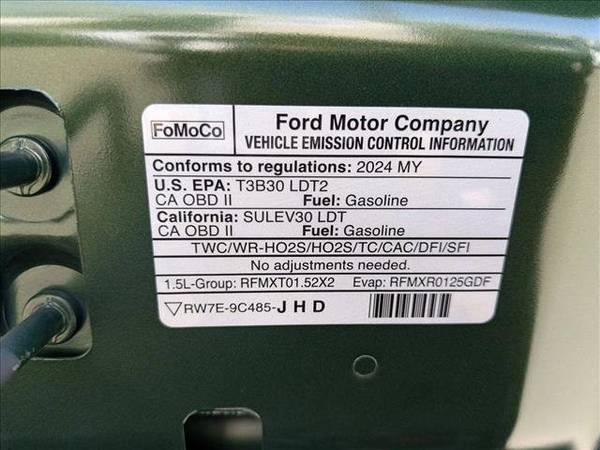 FoMoCo
Ford Motor Company
VEHICLE EMISSION CONTROL INFORMATION
Conforms to regulations: 2024 MY
U.S. EPA: T3B30 LDT2
CA OBD II Fuel: Gasoline
California: SULEV30 LDT
CA OBD II Fuel: Gasoline
TWC/WR-HO2S/HO2S/TC/CAC/DFI/SFI
No adjustments needed.
1.5L-Group: RFMXT01.52X2 Evap: RFMXR0125GDF
▽RW7E-9C485-JHD